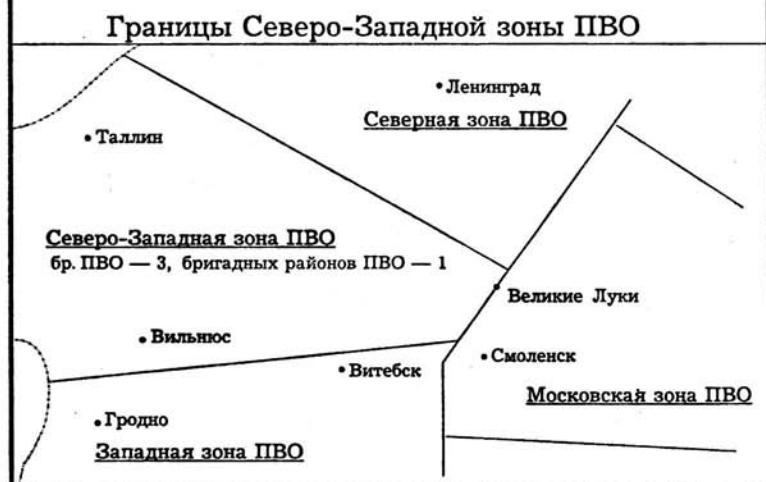 Границы Северо-Западной зоны ПВО
Ленинград
Северная зона ПВО
Таллин
Северо-Западная зона ПВО
бр. ПВО — 3, бригадных районов ПВО — 1
Великие Луки
Вильнюс
Смоленск
Витебск
Московская зона ПВО
Гродно
Западная зона ПВО